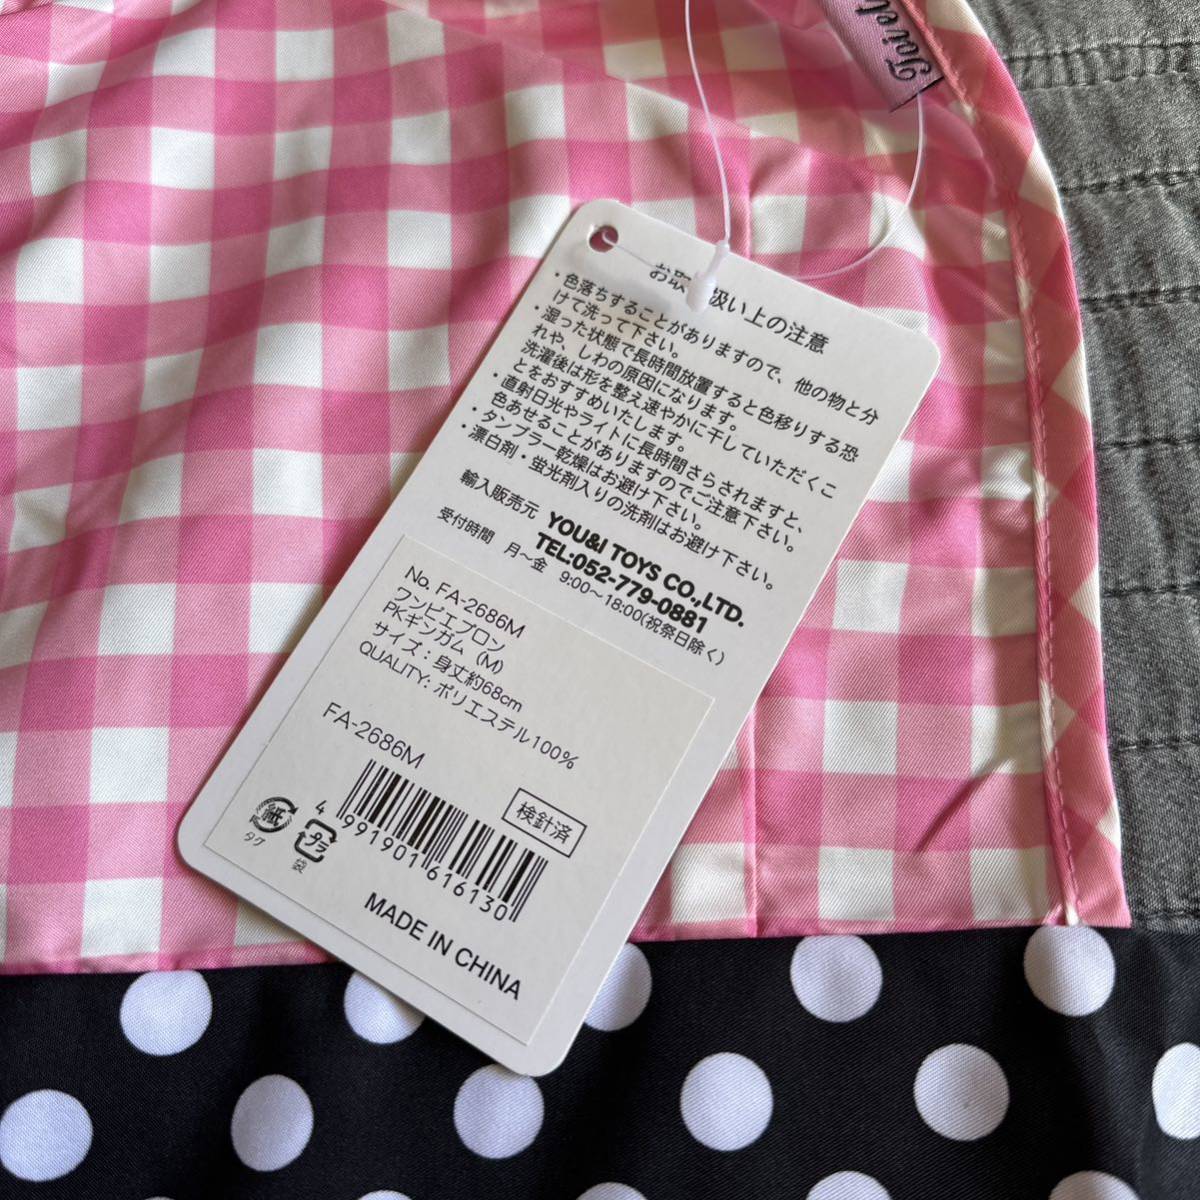 Toivel
お取扱い上の注意
・色落ちすることがありますので、他の物と分
けて洗って下さい。
・湿った状態で長時間放置すると色移りする恐
れや、しわの原因になります。
洗濯後は形を整え速やかに干していただくこ
とをおすすめいたします。
・直射日光やライトに長時間さらされますと、
色あせることがありますのでご注意下さい。
・タンブラー乾燥はお避け下さい。
・漂白剤・蛍光剤入りの洗剤はお避け下さい。
輸入販売元 YOU&I TOYS CO.,LTD.
TEL:052-779-0881
受付時間 月～金 9:00～18:00(祝祭日除く)
No. FA-2686M
ワンピエプロン
PKギンガム (M)
サイズ：身丈約68cm
QUALITY: ポリエステル100%
FA-2686M
検針済
4 991901 616130
紙
タグ
プラ
袋
MADE IN CHINA